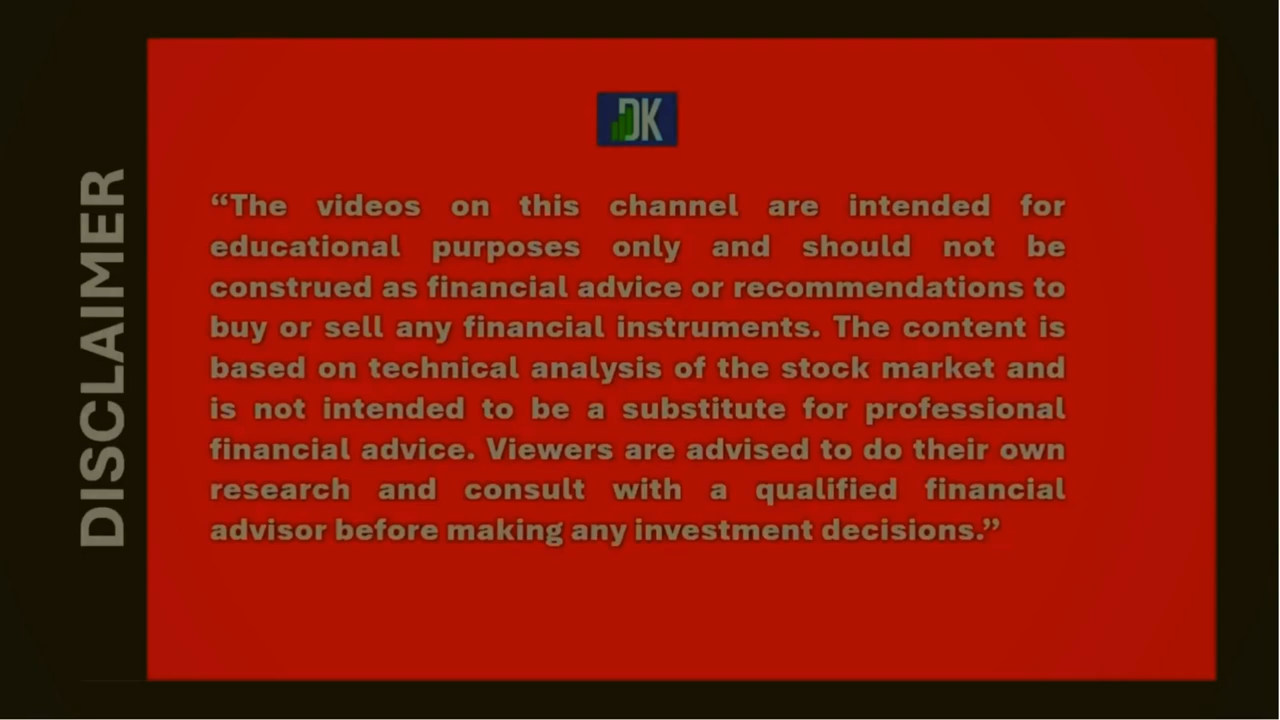 DISCLAIMER
DK
“The videos on this channel are intended for
educational purposes only and should not be
construed as financial advice or recommendations to
buy or sell any financial instruments. The content is
based on technical analysis of the stock market and
is not intended to be a substitute for professional
financial advice. Viewers are advised to do their own
research and consult with a qualified financial
advisor before making any investment decisions.”